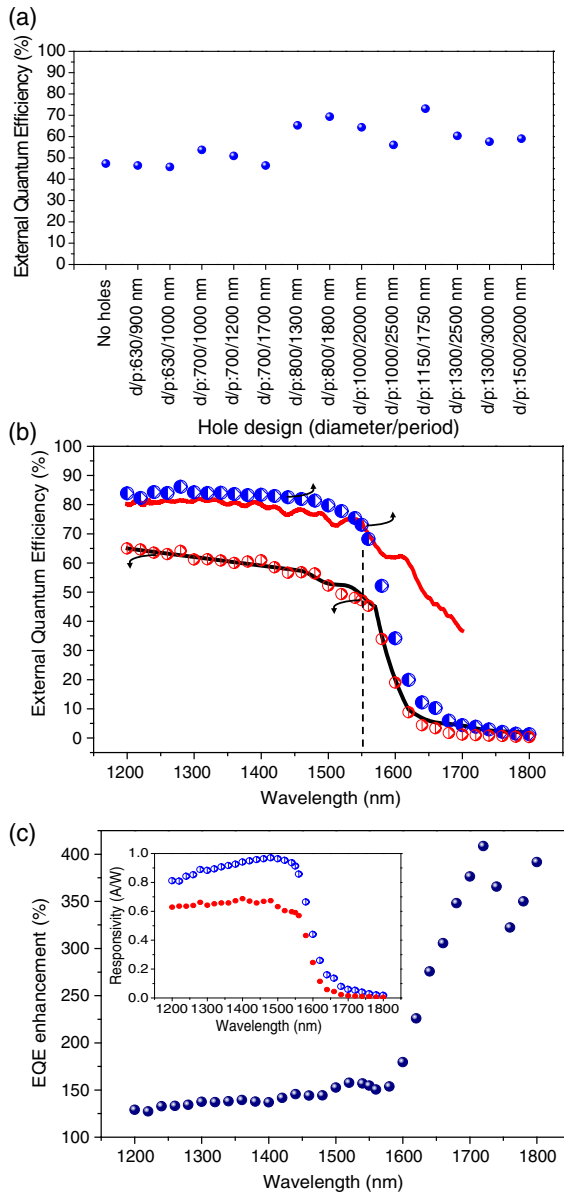 (a)
External Quantum Efficiency (%)
100
90
80
70
60
50
40
30
20
10
0
No holes
d/p:630/900 nm
d/p:630/1000 nm
d/p:700/1000 nm
d/p:700/1200 nm
d/p:700/1700 nm
d/p:800/1300 nm
d/p:800/1800 nm
d/p:1000/2000 nm
d/p:1000/2500 nm
d/p:1150/1750 nm
d/p:1300/2500 nm
d/p:1300/3000 nm
d/p:1500/2000 nm
Hole design (diameter/period)
(b)
External Quantum Efficiency (%)
100
90
80
70
60
50
40
30
20
10
0
1200 1300 1400 1500 1600 1700 1800
Wavelength (nm)
(c)
EQE enhancement (%)
400
350
300
250
200
150
100
Responsivity (A/W)
1.0
0.8
0.6
0.4
0.2
0.0
1200 1300 1400 1500 1600 1700 1800
Wavelength (nm)
1200 1300 1400 1500 1600 1700 1800
Wavelength (nm)